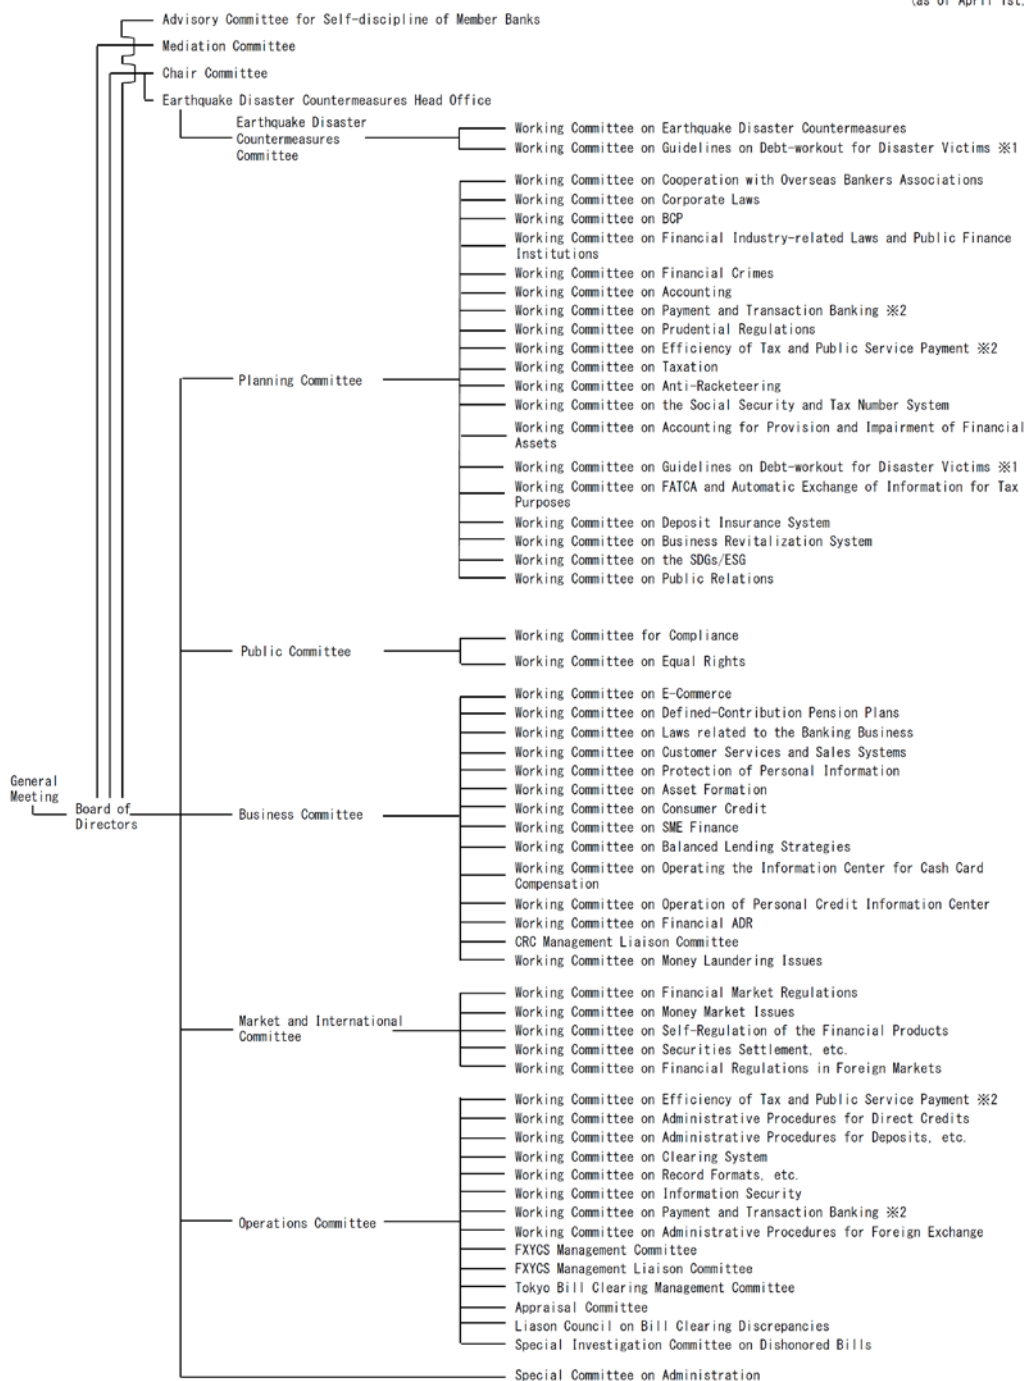 (as of April 1st,
Advisory Committee for Self-discipline of Member Banks
Mediation Committee
Chair Committee
Earthquake Disaster Countermeasures Head Office
Earthquake Disaster
Countermeasures
Committee
Working Committee on Earthquake Disaster Countermeasures
Working Committee on Guidelines on Debt-workout for Disaster Victims ※1
Planning Committee
Working Committee on Cooperation with Overseas Bankers Associations
Working Committee on Corporate Laws
Working Committee on BCP
Working Committee on Financial Industry-related Laws and Public Finance
Institutions
Working Committee on Financial Crimes
Working Committee on Accounting
Working Committee on Payment and Transaction Banking ※2
Working Committee on Prudential Regulations
Working Committee on Efficiency of Tax and Public Service Payment ※2
Working Committee on Taxation
Working Committee on Anti-Racketeering
Working Committee on the Social Security and Tax Number System
Working Committee on Accounting for Provision and Impairment of Financial
Assets
Working Committee on Guidelines on Debt-workout for Disaster Victims ※1
Working Committee on FATCA and Automatic Exchange of Information for Tax
Purposes
Working Committee on Deposit Insurance System
Working Committee on Business Revitalization System
Working Committee on the SDGs/ESG
Working Committee on Public Relations
Public Committee
Working Committee for Compliance
Working Committee on Equal Rights
General
Meeting
Board of
Directors
Business Committee
Working Committee on E-Commerce
Working Committee on Defined-Contribution Pension Plans
Working Committee on Laws related to the Banking Business
Working Committee on Customer Services and Sales Systems
Working Committee on Protection of Personal Information
Working Committee on Asset Formation
Working Committee on Consumer Credit
Working Committee on SME Finance
Working Committee on Balanced Lending Strategies
Working Committee on Operating the Information Center for Cash Card
Compensation
Working Committee on Operation of Personal Credit Information Center
Working Committee on Financial ADR
CRC Management Liaison Committee
Working Committee on Money Laundering Issues
Market and International
Committee
Working Committee on Financial Market Regulations
Working Committee on Money Market Issues
Working Committee on Self-Regulation of the Financial Products
Working Committee on Securities Settlement, etc.
Working Committee on Financial Regulations in Foreign Markets
Operations Committee
Working Committee on Efficiency of Tax and Public Service Payment ※2
Working Committee on Administrative Procedures for Direct Credits
Working Committee on Administrative Procedures for Deposits, etc.
Working Committee on Clearing System
Working Committee on Record Formats, etc.
Working Committee on Information Security
Working Committee on Payment and Transaction Banking ※2
Working Committee on Administrative Procedures for Foreign Exchange
FXYCS Management Committee
FXYCS Management Liaison Committee
Tokyo Bill Clearing Management Committee
Appraisal Committee
Liason Council on Bill Clearing Discrepancies
Special Investigation Committee on Dishonored Bills
Special Committee on Administration